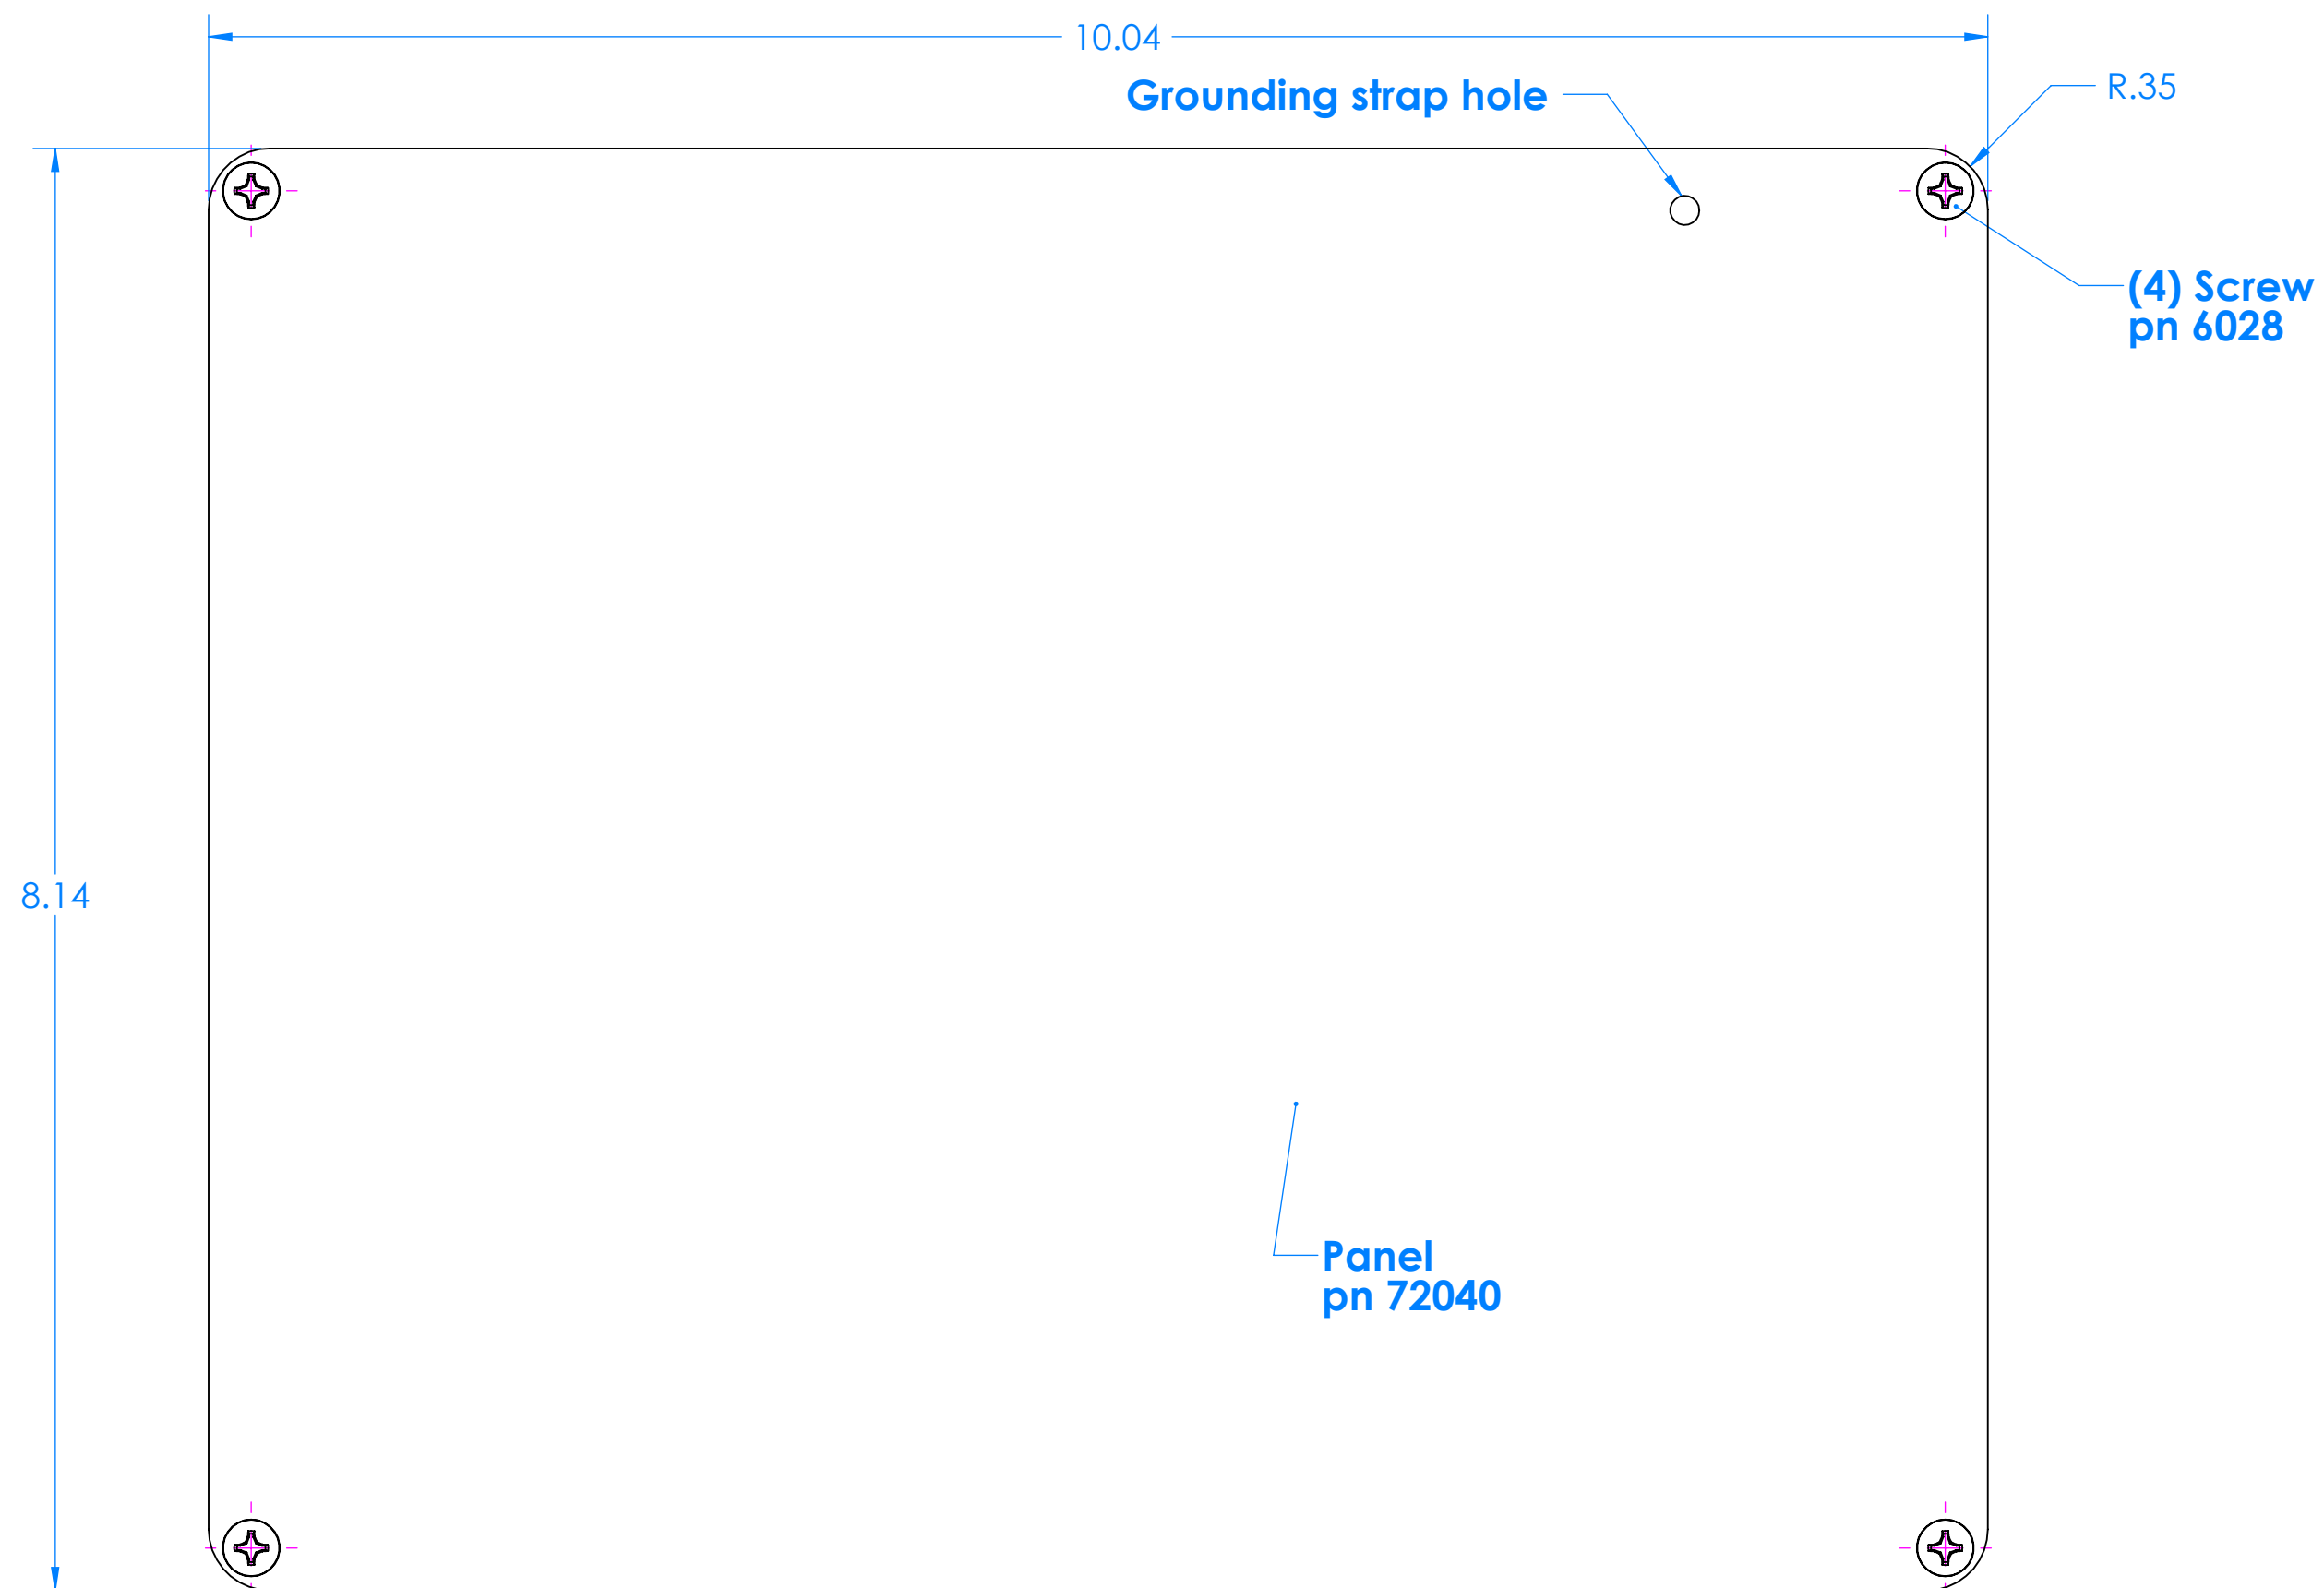 10.04
R.35
Grounding strap hole
(4) Screw
pn 6028
8.14
Panel
pn 72040